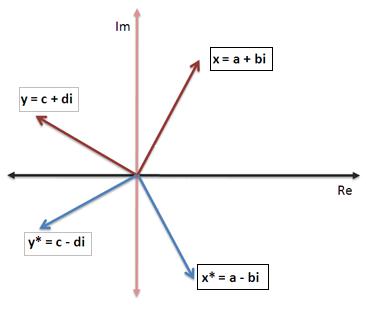 Im
x = a + bi
y = c + di
Re
y* = c - di
x* = a - bi